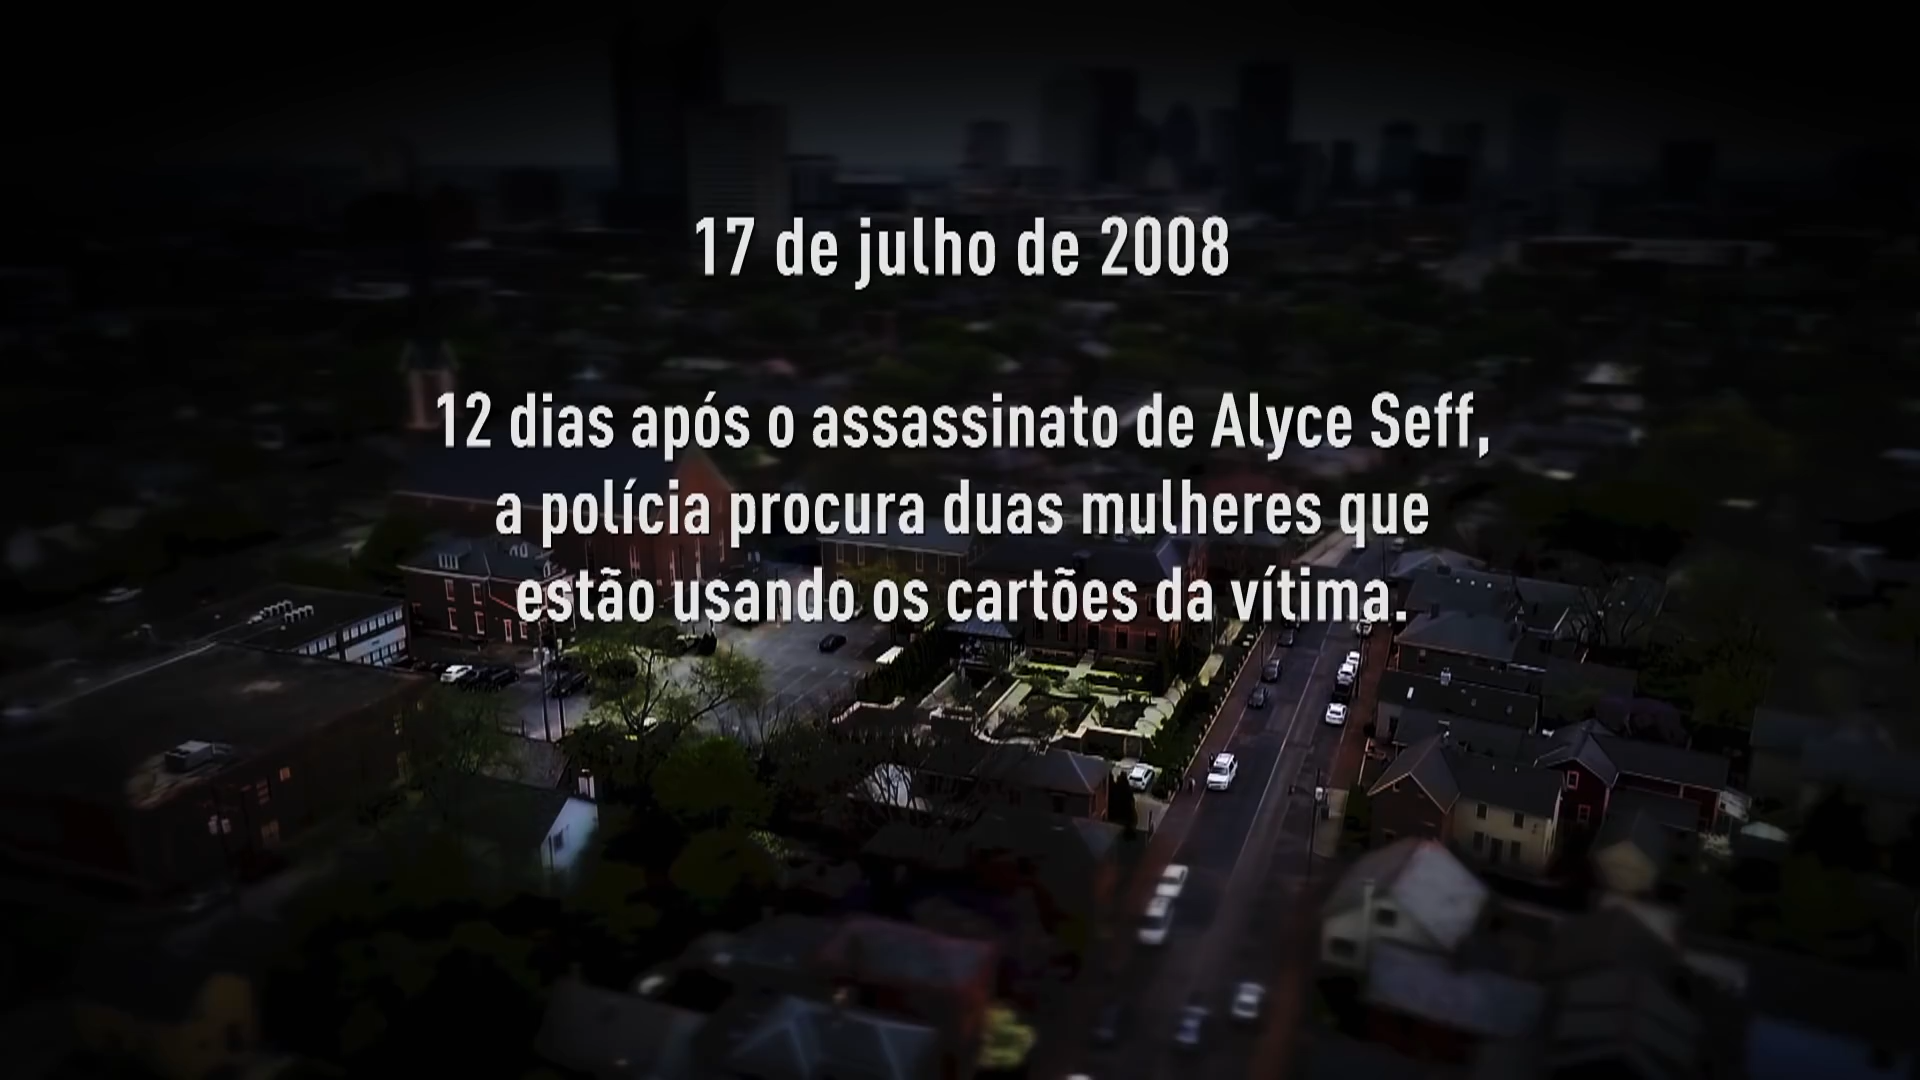 17 de julho de 2008
12 dias após o assassinato de Alyce Seff,
a polícia procura duas mulheres que
estão usando os cartões da vítima.